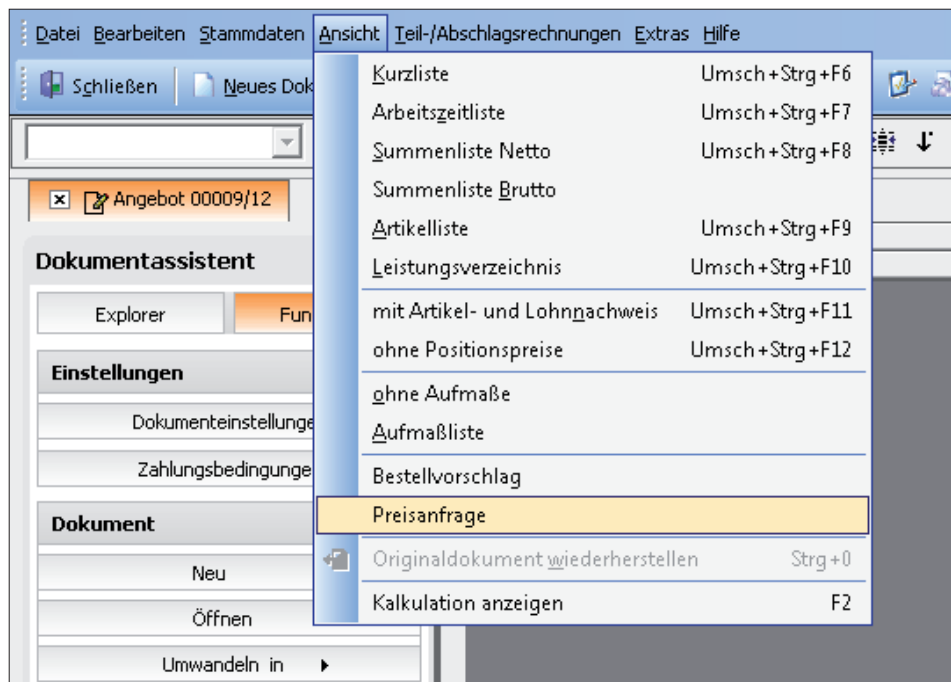 Datei Bearbeiten Stammdaten Ansicht Teil-/Abschlagsrechnungen Extras Hilfe
Schließen Neues Dok
Angebot 00009/12
Dokumentassistent
Explorer Fun
Einstellungen
Dokumenteinstellunge
Zahlungsbedingunge
Dokument
Neu
Öffnen
Umwandeln in
Kurzliste Umsch+Strg+F6
Arbeitszeitliste Umsch+Strg+F7
Summenliste Netto Umsch+Strg+F8
Summenliste Brutto
Artikelliste Umsch+Strg+F9
Leistungsverzeichnis Umsch+Strg+F10
mit Artikel- und Lohnnachweis Umsch+Strg+F11
ohne Positionspreise Umsch+Strg+F12
ohne Aufmaße
Aufmaßliste
Bestellvorschlag
Preisanfrage
Originaldokument wiederherstellen Strg+0
Kalkulation anzeigen F2